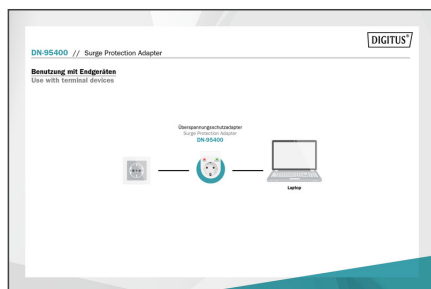 DIGITUS®
DN-95400 // Surge Protection Adapter
Benutzung mit Endgeräten
Use with terminal devices
Überspannungsschutzadapter
Surge Protection Adapter
DN-95400
Laptop